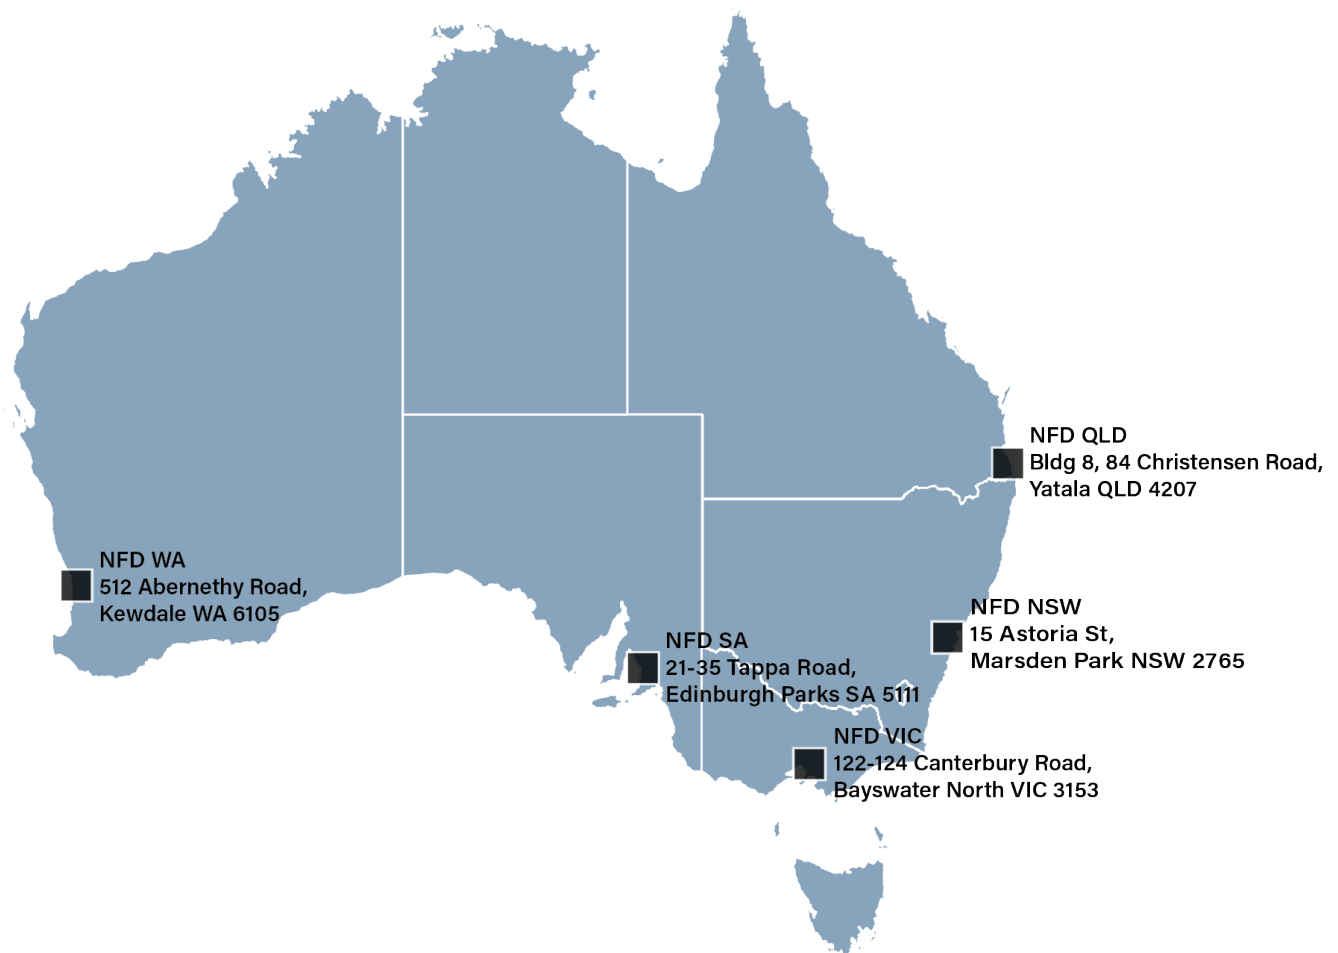 NFD QLD
Bldg 8, 84 Christensen Road,
Yatala QLD 4207
NFD WA
512 Abernethy Road,
Kewdale WA 6105
NFD NSW
15 Astoria St,
Marsden Park NSW 2765
NFD SA
21-35 Tappa Road,
Edinburgh Parks SA 5111
NFD VIC
122-124 Canterbury Road,
Bayswater North VIC 3153